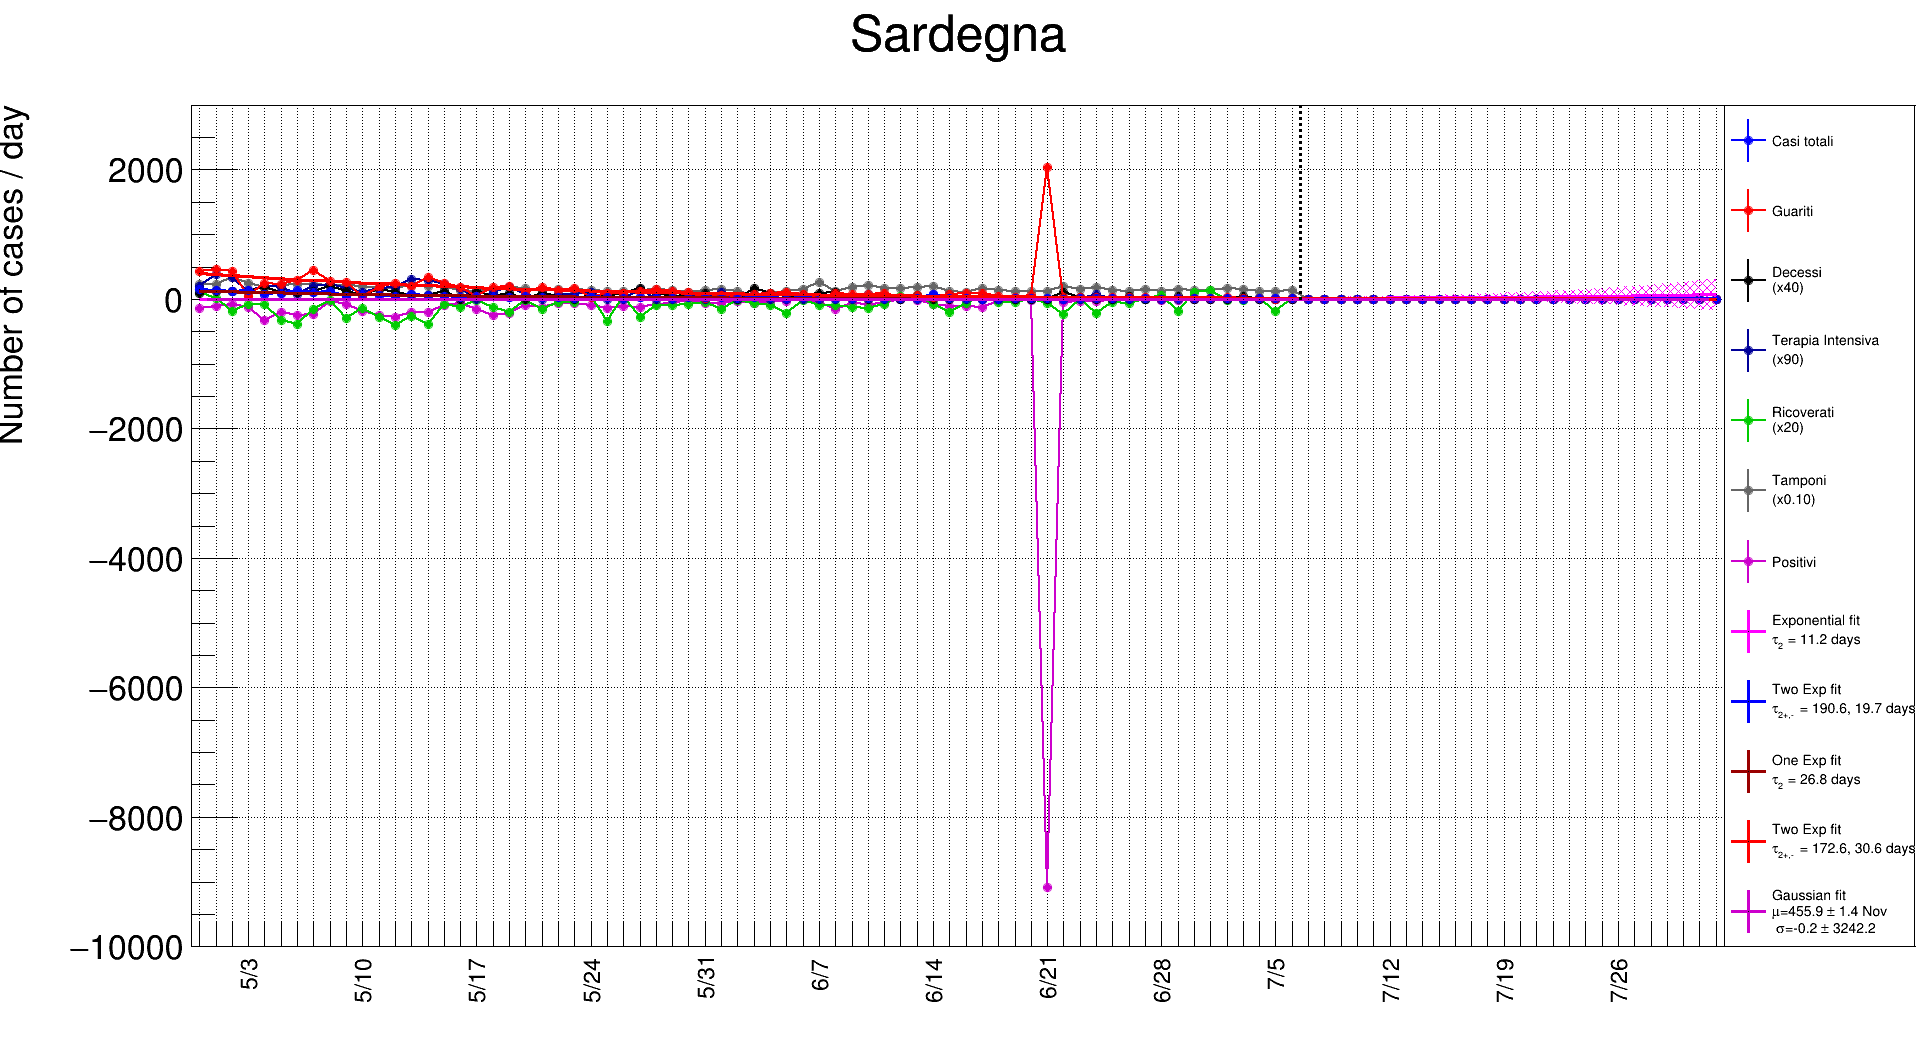 Sardegna
Number of cases / day
2000
0
−2000
−4000
−6000
−8000
−10000
5/3
5/10
5/17
5/24
5/31
6/7
6/14
6/21
6/28
7/5
7/12
7/19
7/26
Casi totali
Guariti
Decessi
(x40)
Terapia Intensiva
(x90)
Ricoverati
(x20)
Tamponi
(x0.10)
Positivi
Exponential fit
τ2 = 11.2 days
Two Exp fit
τ2+,- = 190.6, 19.7 days
One Exp fit
τ2 = 26.8 days
Two Exp fit
τ2+,- = 172.6, 30.6 days
Gaussian fit
μ=455.9 ± 1.4 Nov
σ=-0.2 ± 3242.2